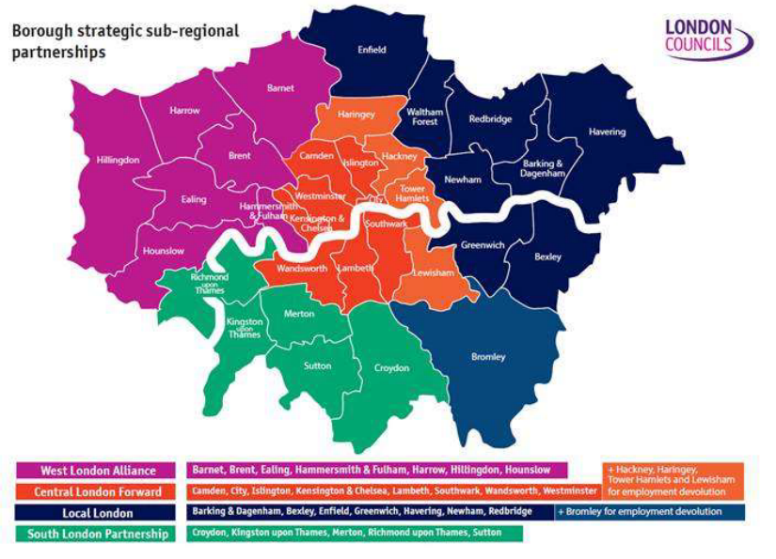 Borough strategic sub-regional
partnerships
LONDON
COUNCILS
Enfield
Barnet
Harrow
Haringey
Waltham
Forest
Redbridge
Havering
Hillingdon
Brent
Camden
Islington
Hackney
Barking &
Dagenham
Newham
Ealing
Westminster
Tower
Hamlets
City
Hammersmith
& Fulham
Kensington &
Chelsea
Southwark
Hounslow
Greenwich
Bexley
Richmond
upon
Thames
Wandsworth
Lambeth
Lewisham
Kingston
upon
Thames
Merton
Bromley
Sutton
Croydon
West London Alliance
Barnet, Brent, Ealing, Hammersmith & Fulham, Harrow, Hillingdon, Hounslow
+ Hackney, Haringey,
Tower Hamlets and Lewisham
for employment devolution
Central London Forward
Camden, City, Islington, Kensington & Chelsea, Lambeth, Southwark, Wandsworth, Westminster
Local London
Barking & Dagenham, Bexley, Enfield, Greenwich, Havering, Newham, Redbridge
+ Bromley for employment devolution
South London Partnership
Croydon, Kingston upon Thames, Merton, Richmond upon Thames, Sutton